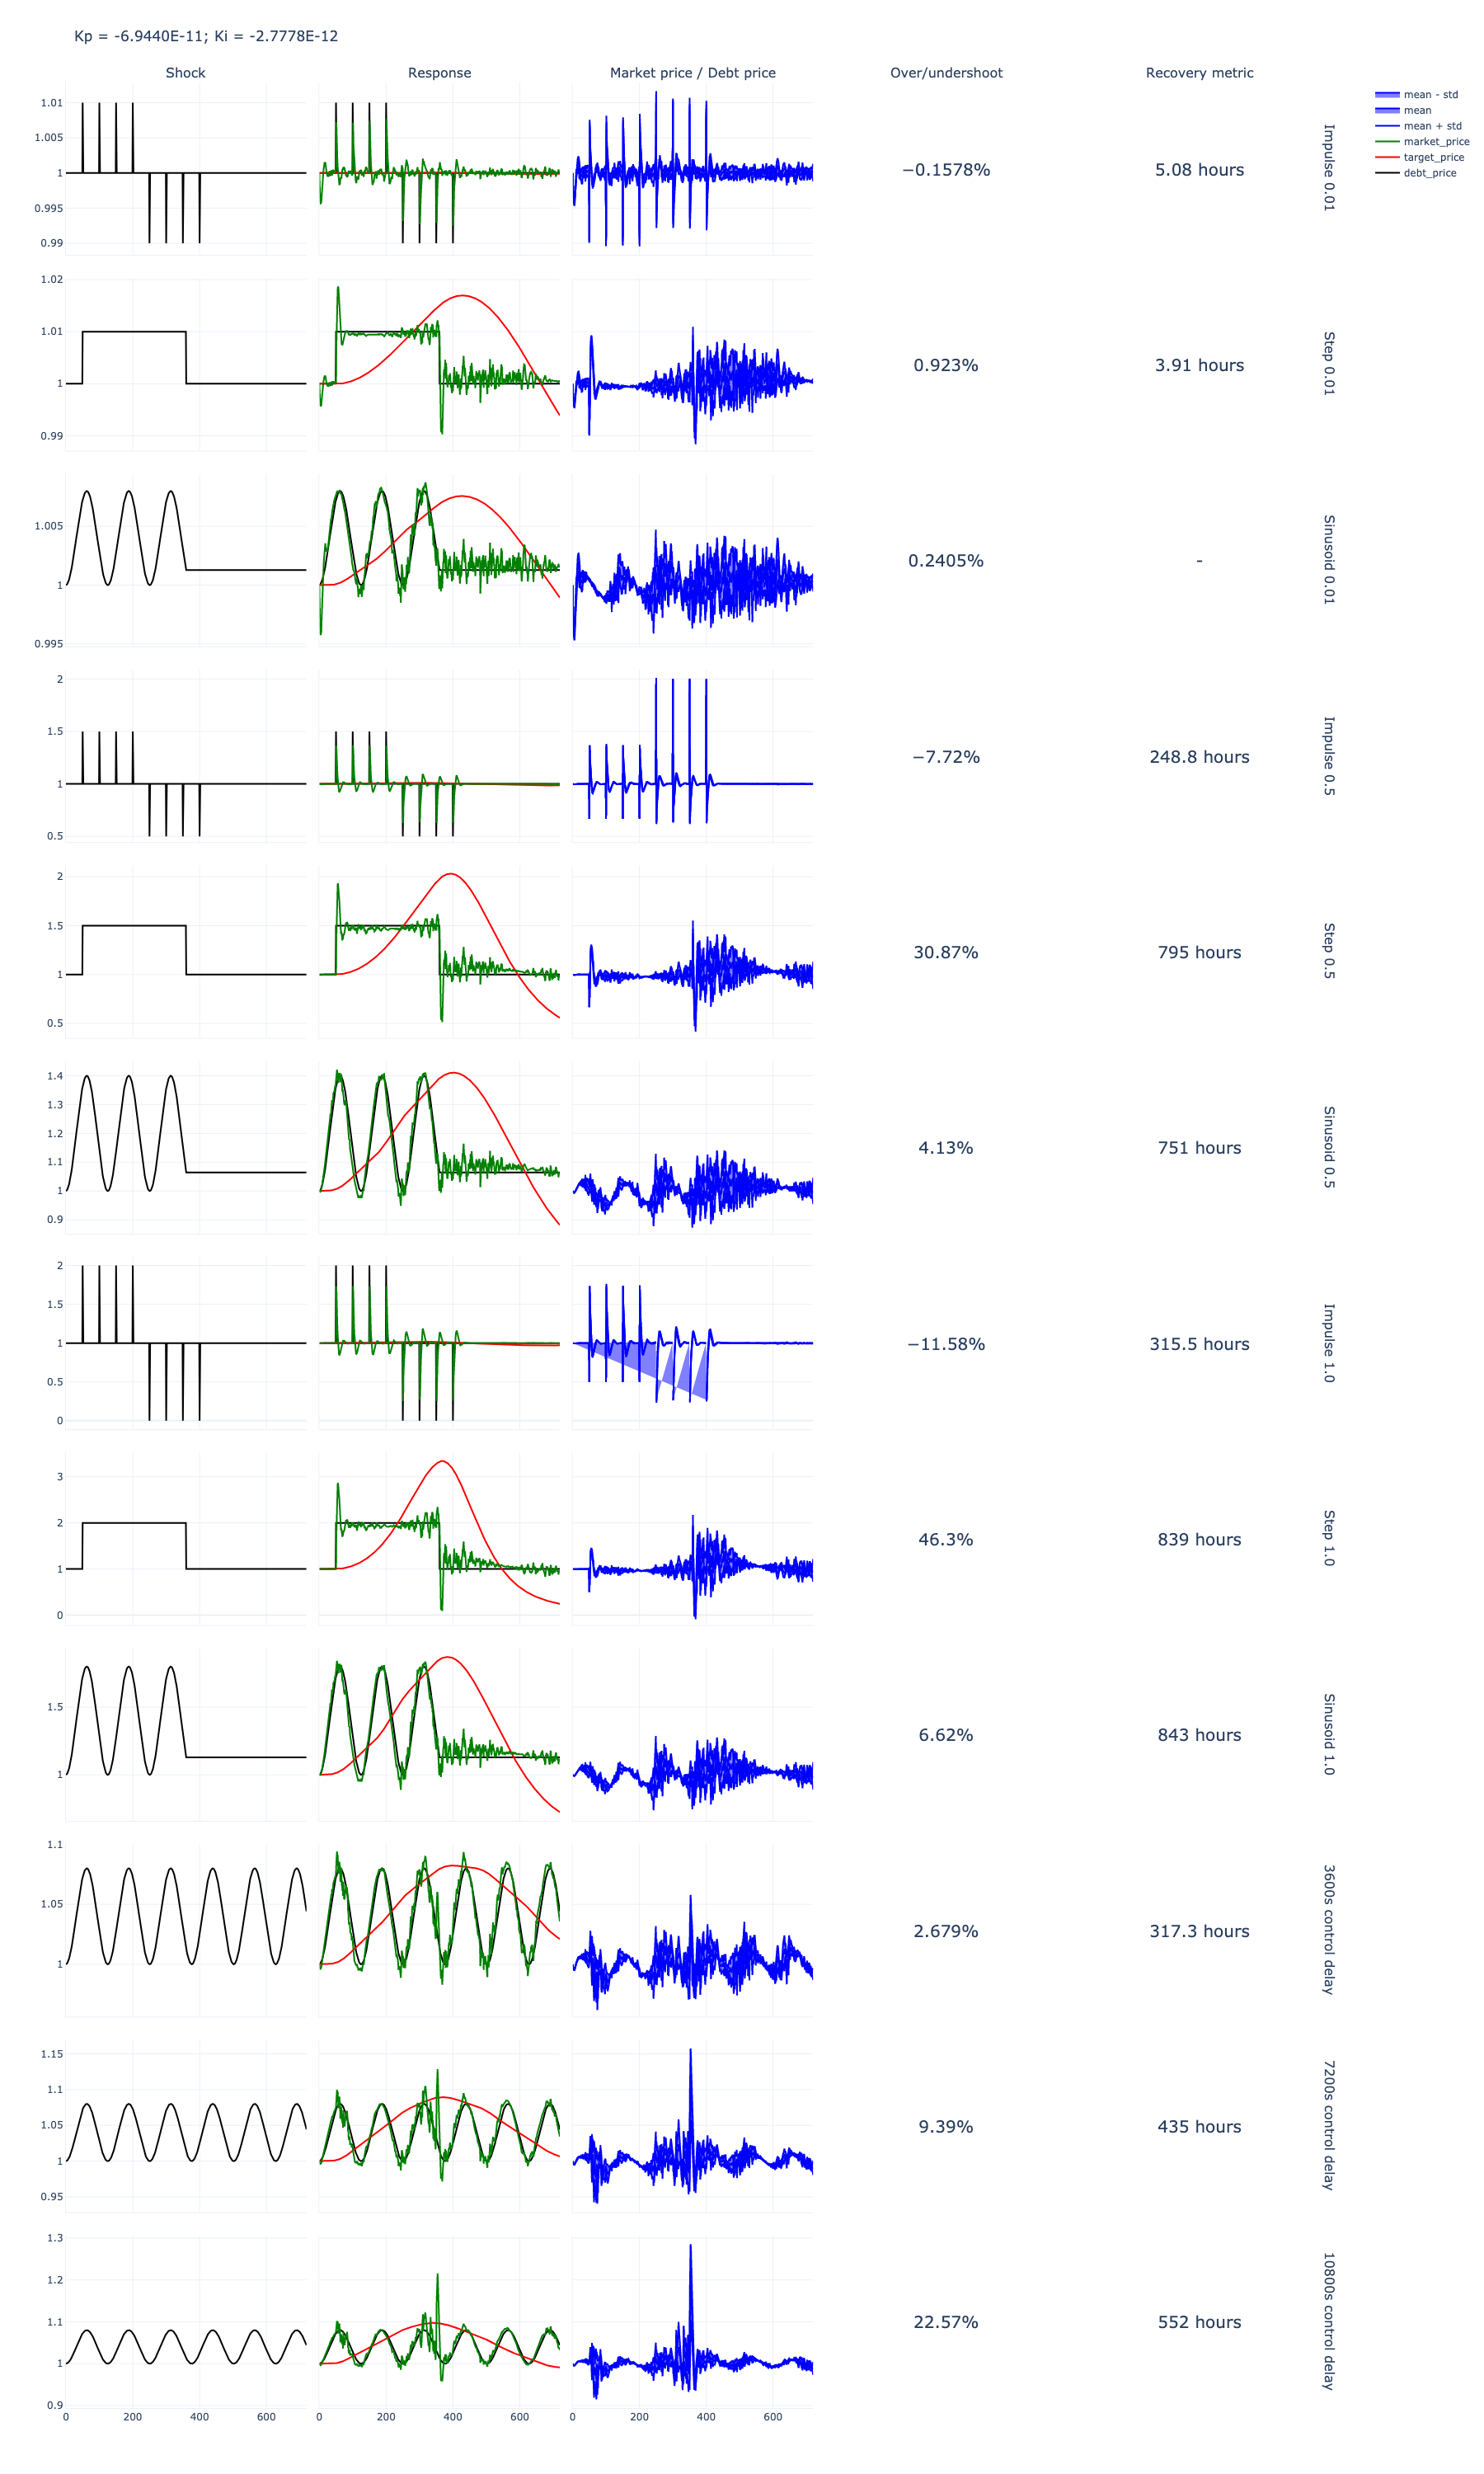 Kp = -6.9440E-11; Ki = -2.7778E-12
Shock
Response
Market price / Debt price
Over/undershoot
Recovery metric
mean - std
mean
mean + std
market_price
target_price
debt_price
1.01
1.005
1
0.995
0.99
−0.1578%
5.08 hours
Impulse 0.01
1.02
1.01
1
0.99
0.923%
3.91 hours
Step 0.01
1.005
1
0.995
0.2405%
-
Sinusoid 0.01
2
1.5
1
0.5
−7.72%
248.8 hours
Impulse 0.5
2
1.5
1
0.5
30.87%
795 hours
Step 0.5
1.4
1.3
1.2
1.1
1
0.9
4.13%
751 hours
Sinusoid 0.5
2
1.5
1
0.5
0
−11.58%
315.5 hours
Impulse 1.0
3
2
1
0
46.3%
839 hours
Step 1.0
1.5
1
6.62%
843 hours
Sinusoid 1.0
1.1
1.05
1
2.679%
317.3 hours
3600s control delay
1.15
1.1
1.05
1
0.95
9.39%
435 hours
7200s control delay
1.3
1.2
1.1
1
0.9
22.57%
552 hours
10800s control delay
0 200 400 600
0 200 400 600
0 200 400 600